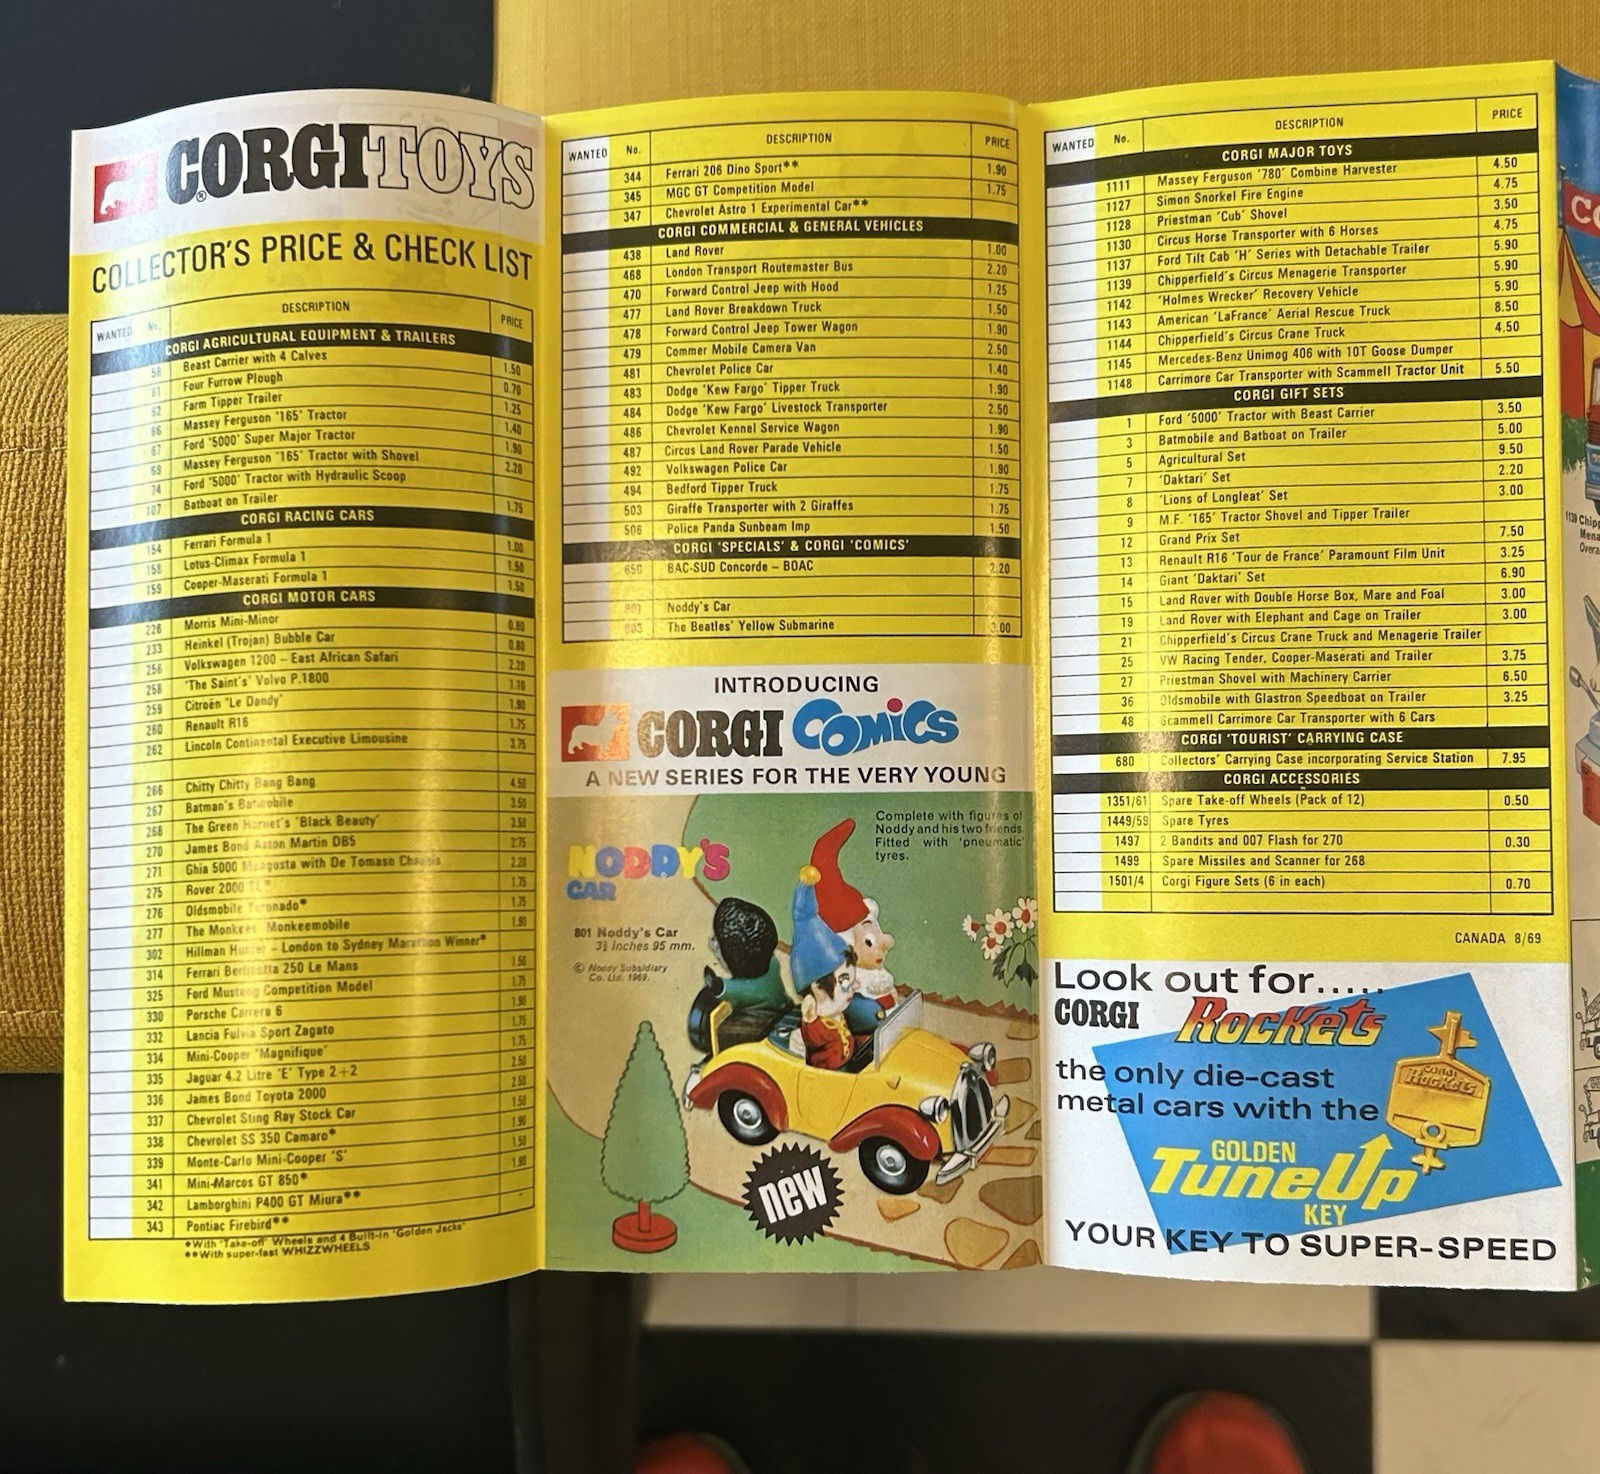 CORGI TOYS
®
COLLECTOR'S PRICE & CHECK LIST
WANTED No. DESCRIPTION PRICE
CORGI AGRICULTURAL EQUIPMENT & TRAILERS
58 Beast Carrier with 4 Calves 1.50
61 Four Furrow Plough 0.70
62 Farm Tipper Trailer 1.25
66 Massey Ferguson '165' Tractor 1.40
67 Ford '5000' Super Major Tractor 1.90
69 Massey Ferguson '165' Tractor with Shovel 2.20
74 Ford '5000' Tractor with Hydraulic Scoop
107 Batboat on Trailer 1.75
CORGI RACING CARS
154 Ferrari Formula 1 1.00
158 Lotus-Climax Formula 1 1.50
159 Cooper-Maserati Formula 1 1.50
CORGI MOTOR CARS
226 Morris Mini-Minor 0.80
233 Heinkel (Trojan) Bubble Car 0.80
256 Volkswagen 1200 – East African Safari 2.20
258 'The Saint's' Volvo P.1800 1.10
259 Citroën 'Le Dandy' 1.90
260 Renault R16 1.75
262 Lincoln Continental Executive Limousine 3.75
266 Chitty Chitty Bang Bang 4.50
267 Batman's Batmobile 3.50
268 The Green Hornet's 'Black Beauty' 3.50
270 James Bond Aston Martin DB5 2.75
271 Ghia 5000 Mangusta with De Tomaso Chassis 2.20
275 Rover 2000 TC* 1.75
276 Oldsmobile Toronado* 1.75
277 The Monkees' Monkeemobile 1.90
302 Hillman Hunter – London to Sydney Marathon Winner*
314 Ferrari Berlinetta 250 Le Mans 1.50
325 Ford Mustang Competition Model 1.75
330 Porsche Carrera 6 1.90
332 Lancia Fulvia Sport Zagato 1.75
334 Mini-Cooper 'Magnifique' 1.75
335 Jaguar 4.2 Litre 'E' Type 2+2 2.50
336 James Bond Toyota 2000 2.50
337 Chevrolet Sting Ray Stock Car 1.50
338 Chevrolet SS 350 Camaro* 1.90
339 Monte-Carlo Mini-Cooper 'S' 1.50
341 Mini-Marcos GT 850* 1.90
342 Lamborghini P400 GT Miura**
343 Pontiac Firebird**
*With 'Take-off' Wheels and 4 Built-in 'Golden Jacks'
**With super-fast WHIZZWHEELS
WANTED No. DESCRIPTION PRICE
344 Ferrari 206 Dino Sport** 1.90
345 MGC GT Competition Model 1.75
347 Chevrolet Astro 1 Experimental Car**
CORGI COMMERCIAL & GENERAL VEHICLES
438 Land Rover 1.00
468 London Transport Routemaster Bus 2.20
470 Forward Control Jeep with Hood 1.25
477 Land Rover Breakdown Truck 1.50
478 Forward Control Jeep Tower Wagon 1.90
479 Commer Mobile Camera Van 2.50
481 Chevrolet Police Car 1.40
483 Dodge 'Kew Fargo' Tipper Truck 1.90
484 Dodge 'Kew Fargo' Livestock Transporter 2.50
486 Chevrolet Kennel Service Wagon 1.90
487 Circus Land Rover Parade Vehicle 1.50
492 Volkswagen Police Car 1.90
494 Bedford Tipper Truck 1.75
503 Giraffe Transporter with 2 Giraffes 1.75
506 Police Panda Sunbeam Imp 1.50
CORGI 'SPECIALS' & CORGI 'COMICS'
650 BAC-SUD Concorde – BOAC 2.20
801 Noddy's Car
803 The Beatles' Yellow Submarine 3.00
INTRODUCING
CORGI COMICS
A NEW SERIES FOR THE VERY YOUNG
Complete with figures of
Noddy and his two friends.
Fitted with 'pneumatic'
tyres.
NODDY'S
CAR
801 Noddy's Car
3¾ inches 95 mm.
© Noddy Subsidiary
Co. Ltd. 1969.
new
WANTED No. DESCRIPTION PRICE
CORGI MAJOR TOYS
1111 Massey Ferguson '780' Combine Harvester 4.50
1127 Simon Snorkel Fire Engine 4.75
1128 Priestman 'Cub' Shovel 3.50
1130 Circus Horse Transporter with 6 Horses 4.75
1137 Ford Tilt Cab 'H' Series with Detachable Trailer 5.90
1139 Chipperfield's Circus Menagerie Transporter 5.90
1142 'Holmes Wrecker' Recovery Vehicle 5.90
1143 American 'LaFrance' Aerial Rescue Truck 8.50
1144 Chipperfield's Circus Crane Truck 4.50
1145 Mercedes-Benz Unimog 406 with 10T Goose Dumper
1148 Carrimore Car Transporter with Scammell Tractor Unit 5.50
CORGI GIFT SETS
1 Ford '5000' Tractor with Beast Carrier 3.50
3 Batmobile and Batboat on Trailer 5.00
5 Agricultural Set 9.50
7 'Daktari' Set 2.20
8 'Lions of Longleat' Set 3.00
9 M.F. '165' Tractor Shovel and Tipper Trailer
12 Grand Prix Set 7.50
13 Renault R16 'Tour de France' Paramount Film Unit 3.25
14 Giant 'Daktari' Set 6.90
15 Land Rover with Double Horse Box, Mare and Foal 3.00
19 Land Rover with Elephant and Cage on Trailer 3.00
21 Chipperfield's Circus Crane Truck and Menagerie Trailer
25 VW Racing Tender, Cooper-Maserati and Trailer 3.75
27 Priestman Shovel with Machinery Carrier 6.50
36 Oldsmobile with Glastron Speedboat on Trailer 3.25
48 Scammell Carrimore Car Transporter with 6 Cars
CORGI 'TOURIST' CARRYING CASE
680 Collectors' Carrying Case incorporating Service Station 7.95
CORGI ACCESSORIES
1351/61 Spare Take-off Wheels (Pack of 12) 0.50
1449/59 Spare Tyres
1497 2 Bandits and 007 Flash for 270 0.30
1499 Spare Missiles and Scanner for 268
1501/4 Corgi Figure Sets (6 in each) 0.70
CANADA 8/69
Look out for.....
CORGI Rockets
the only die-cast
metal cars with the
CORGI
Rockets
GOLDEN
TuneUp
KEY
YOUR KEY TO SUPER-SPEED
CO
1139 Chipp
Mena
Overa